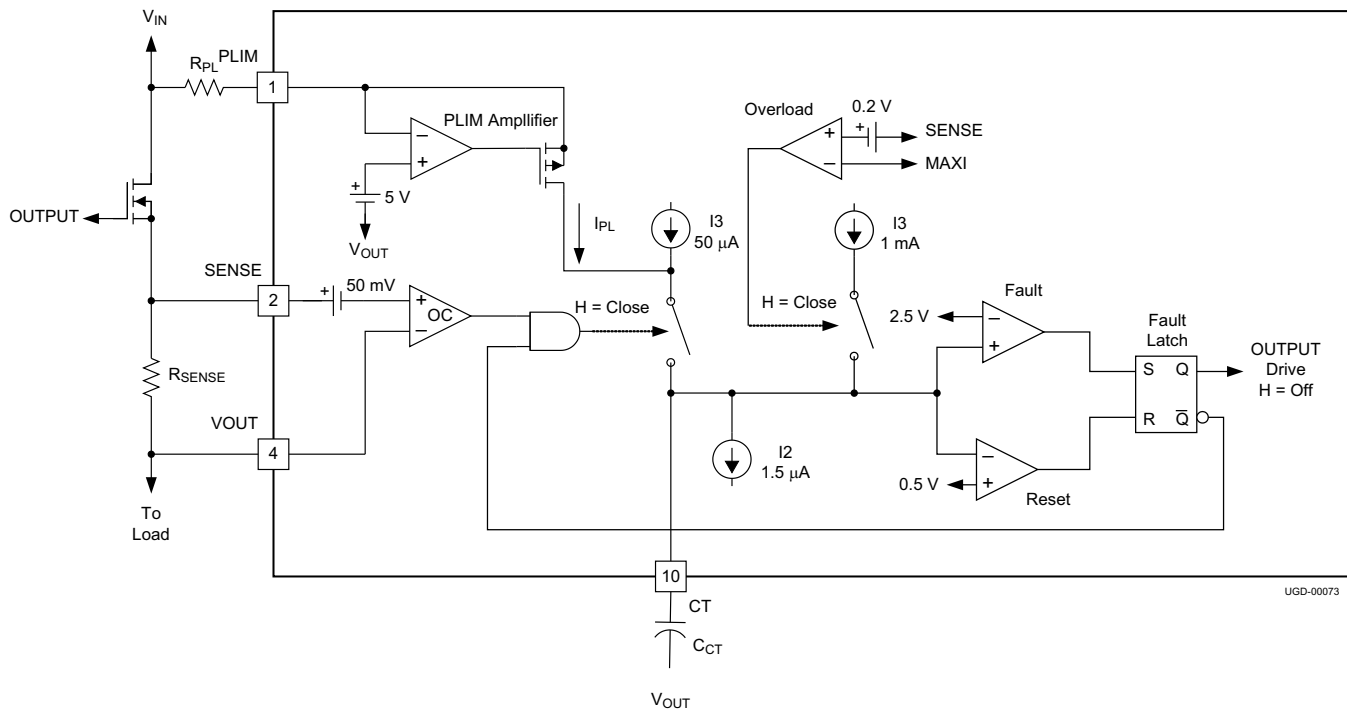 V_IN
R_PL
PLIM
1
PLIM Ampllifier
Overload
0.2 V
+
SENSE
MAXI
+
−
−
+
+
5 V
V_OUT
I_PL
I3
50 μA
I3
1 mA
OUTPUT
SENSE
2
+
50 mV
+
OC
−
H = Close
H = Close
Fault
2.5 V
−
+
Fault
Latch
S Q
R Q̅
OUTPUT
Drive
H = Off
R_SENSE
VOUT
4
I2
1.5 μA
−
0.5 V
+
Reset
To
Load
10
CT
C_CT
V_OUT
UGD-00073